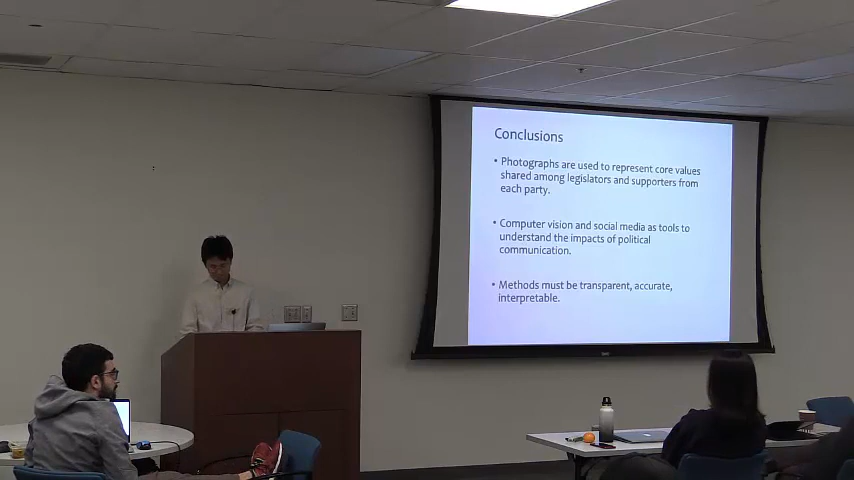 Conclusions
• Photographs are used to represent core values
shared among legislators and supporters from
each party.
• Computer vision and social media as tools to
understand the impacts of political
communication.
• Methods must be transparent, accurate,
interpretable.